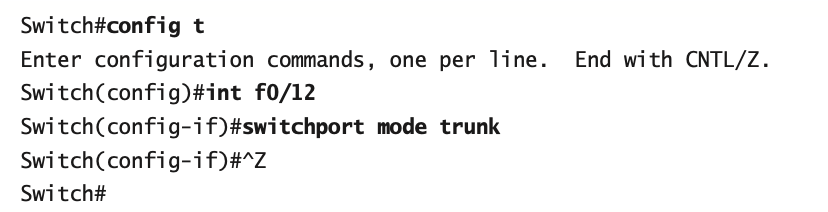 Switch#config t
Enter configuration commands, one per line.  End with CNTL/Z.
Switch(config)#int f0/12
Switch(config-if)#switchport mode trunk
Switch(config-if)#^Z
Switch#